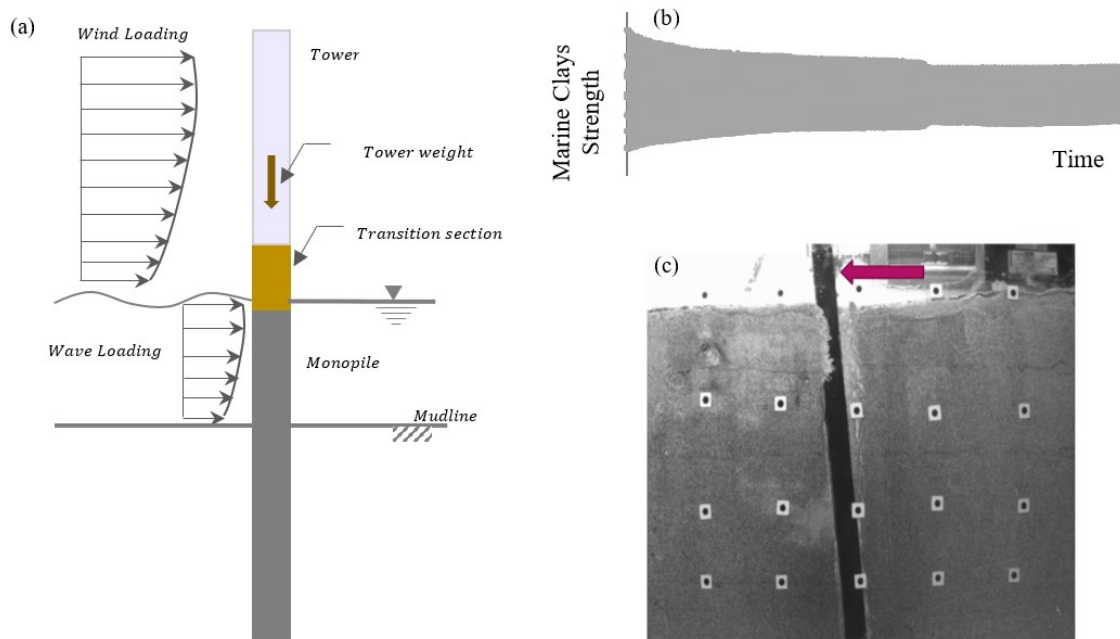 (a)
Wind Loading
Tower
Tower weight
Transition section
Wave Loading
Monopile
Mudline
(b)
Marine Clays
Strength
Time
(c)